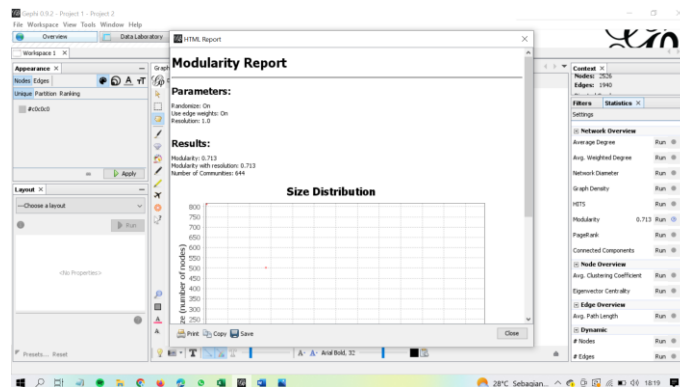 Gephi 0.9.2 - Project 1 - Project 2
File Workspace View Tools Window Help
Overview
Data Laboratory
Workspace 1 ×
Appearance ×
Nodes Edges
Unique Partition Ranking
#c0c0c0
Apply
Layout ×
---Choose a layout
Run
<No Properties>
Presets... Reset
Graph
HTML Report
Modularity Report
Parameters:
Randomize: On
Use edge weights: On
Resolution: 1.0
Results:
Modularity: 0.713
Modularity with resolution: 0.713
Number of Communities: 644
Size Distribution
800
750
700
650
600
550
500
450
400
350
300
250
ze (number of nodes)
Print Copy Save
Close
Arial Bold, 32
Context ×
Nodes: 2526
Edges: 1940
Filters Statistics ×
Settings
Network Overview
Average Degree Run
Avg. Weighted Degree Run
Network Diameter Run
Graph Density Run
HITS Run
Modularity 0.713 Run
PageRank Run
Connected Components Run
Node Overview
Avg. Clustering Coefficient Run
Eigenvector Centrality Run
Edge Overview
Avg. Path Length Run
Dynamic
# Nodes Run
# Edges Run
28°C Sebagian...
18:19